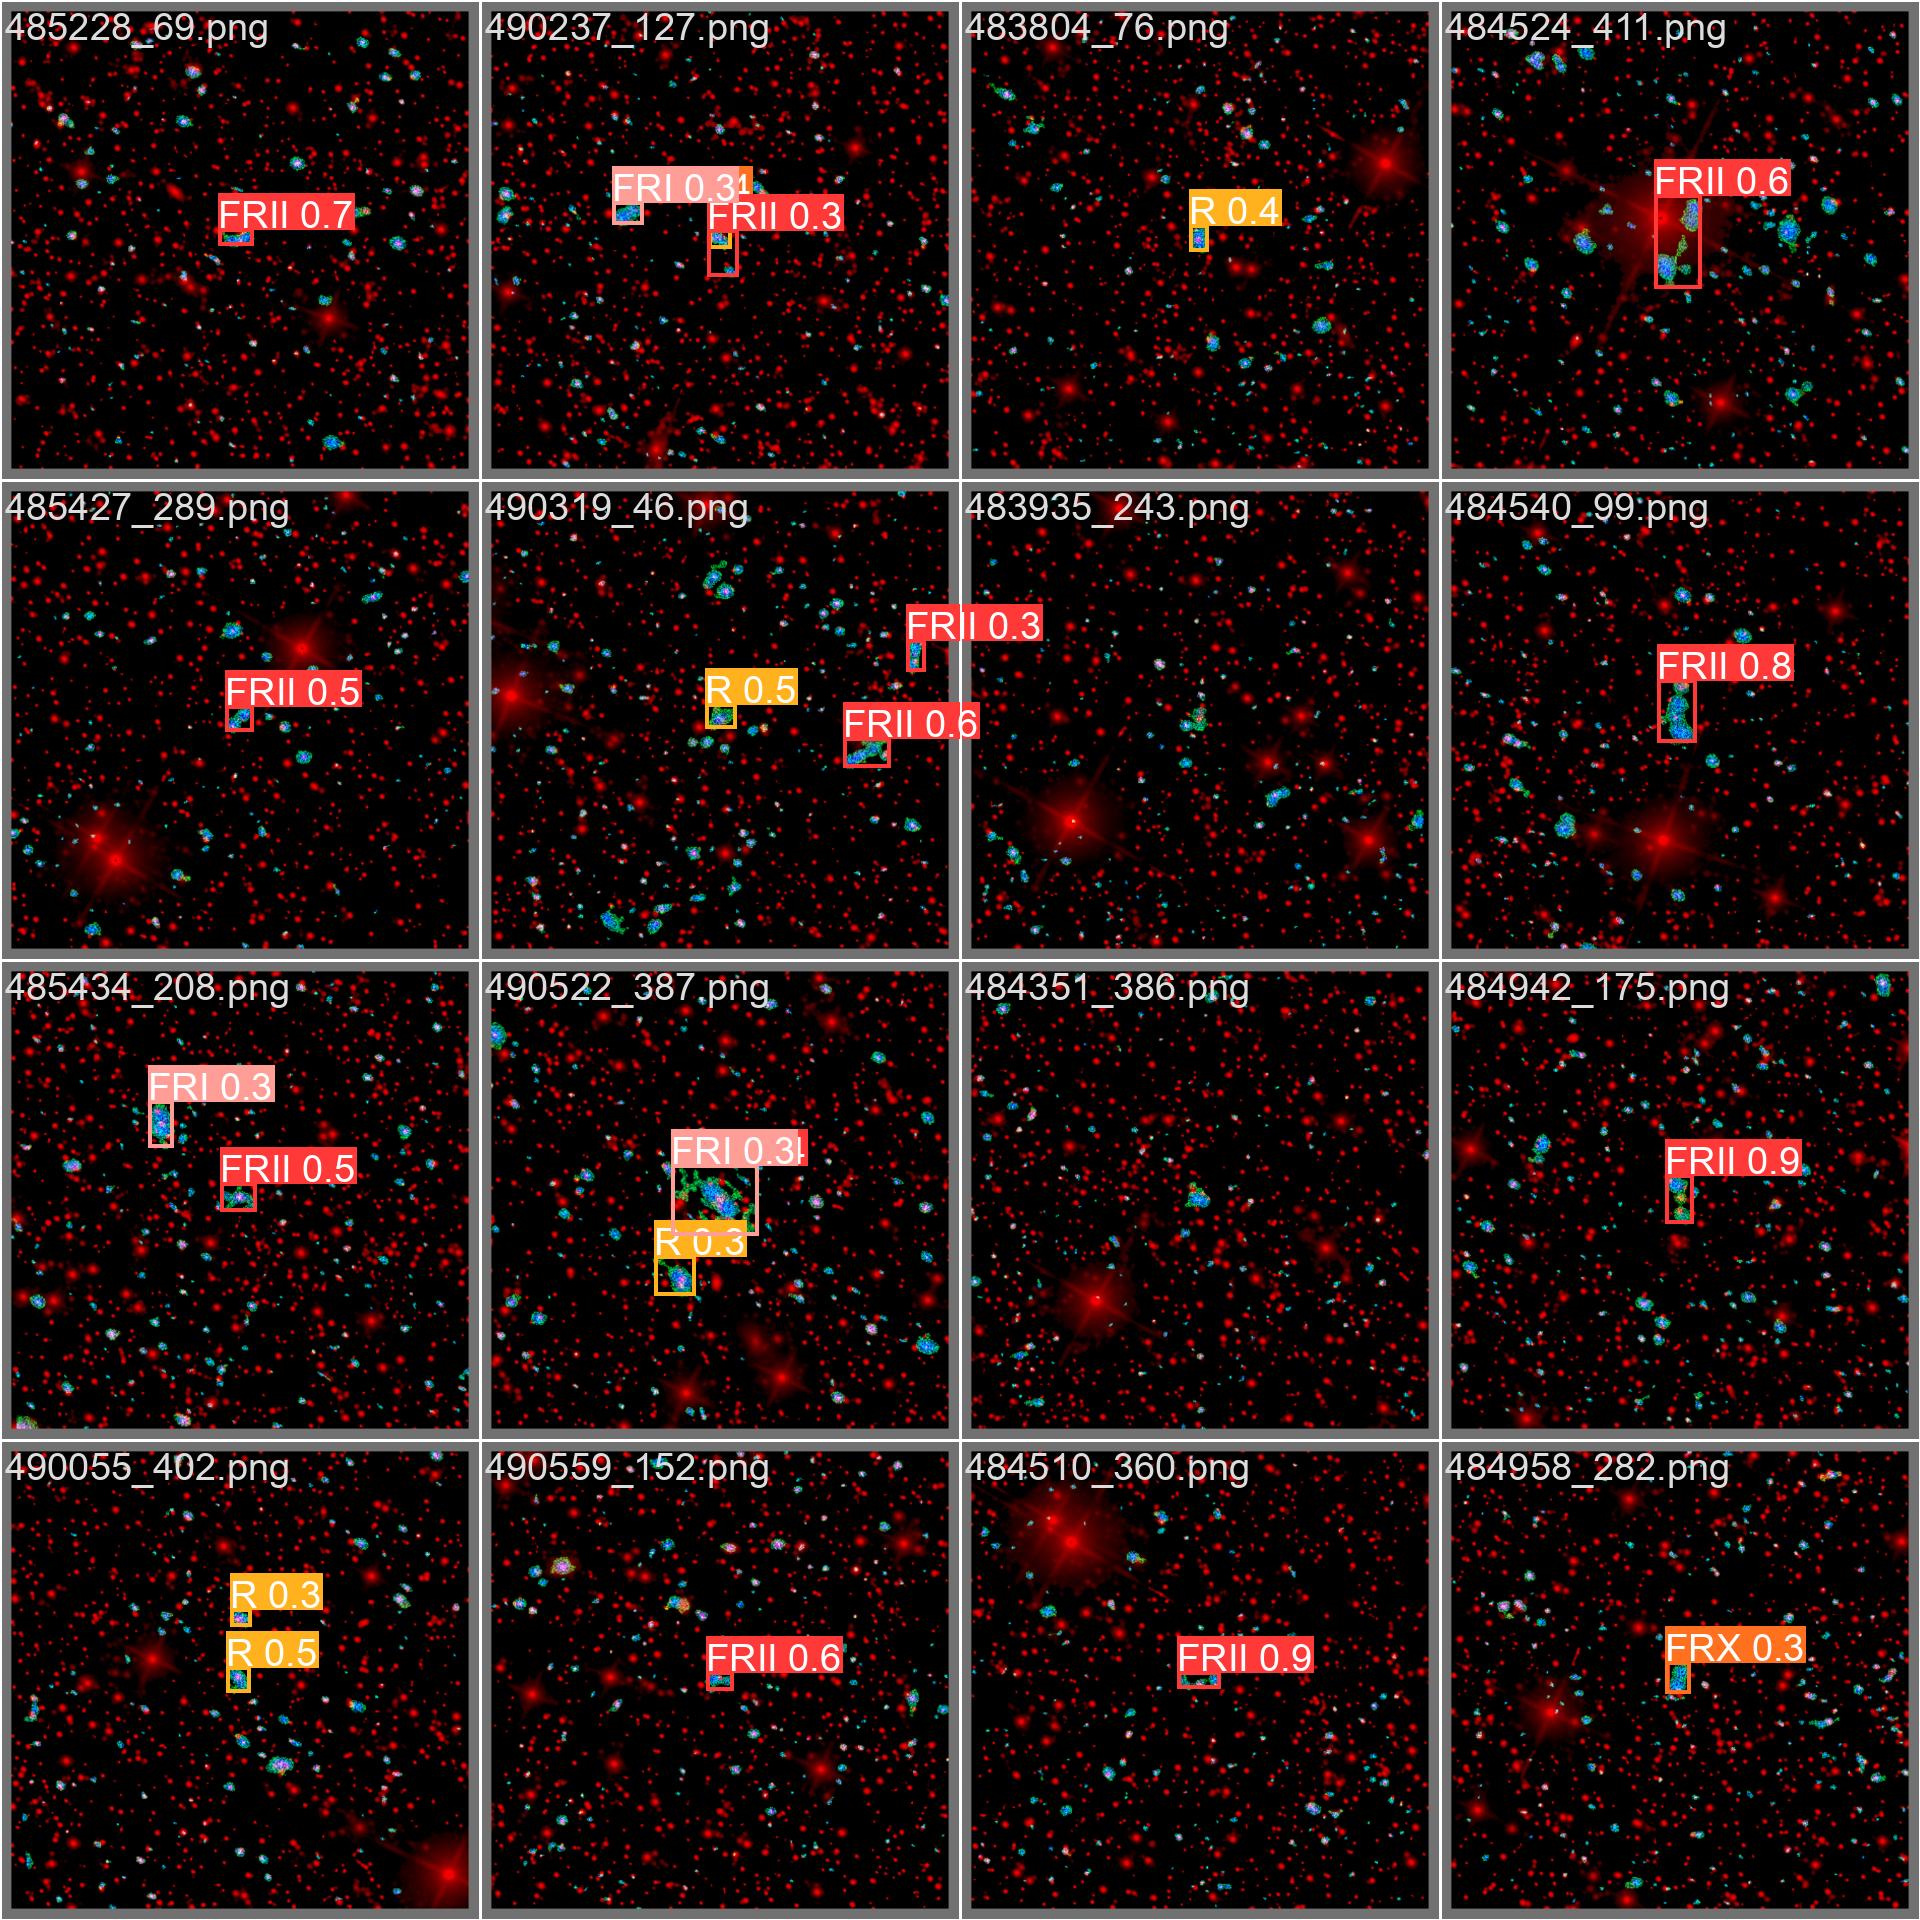 485228_69.png
490237_127.png
483804_76.png
484524_411.png
FRII 0.6
FRI 0.3
1
R 0.4
FRII 0.7
FRII 0.3
485427_289.png
490319_46.png
483935_243.png
484540_99.png
FRII 0.3
FRII 0.8
FRII 0.5
R 0.5
FRII 0.6
485434_208.png
490522_387.png
484351_386.png
484942_175.png
FRI 0.3
FRI 0.3
FRII 0.9
FRII 0.5
R 0.3
490055_402.png
490559_152.png
484510_360.png
484958_282.png
R 0.3
R 0.5
FRII 0.6
FRII 0.9
FRX 0.3